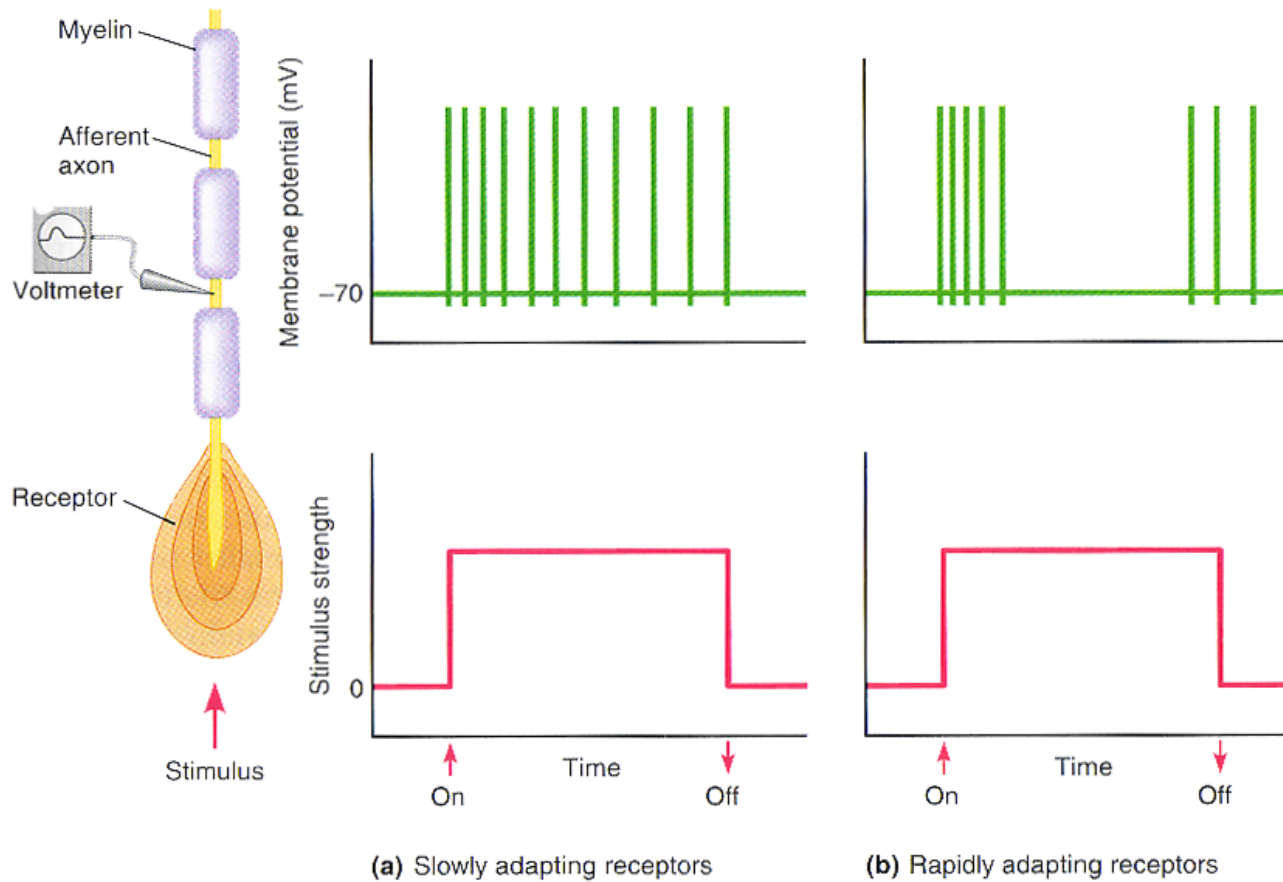 Myelin
Afferent
axon
Voltmeter
Receptor
Stimulus
Membrane potential (mV)
−70
Stimulus strength
0
On
Time
Off
(a) Slowly adapting receptors
On
Time
Off
(b) Rapidly adapting receptors